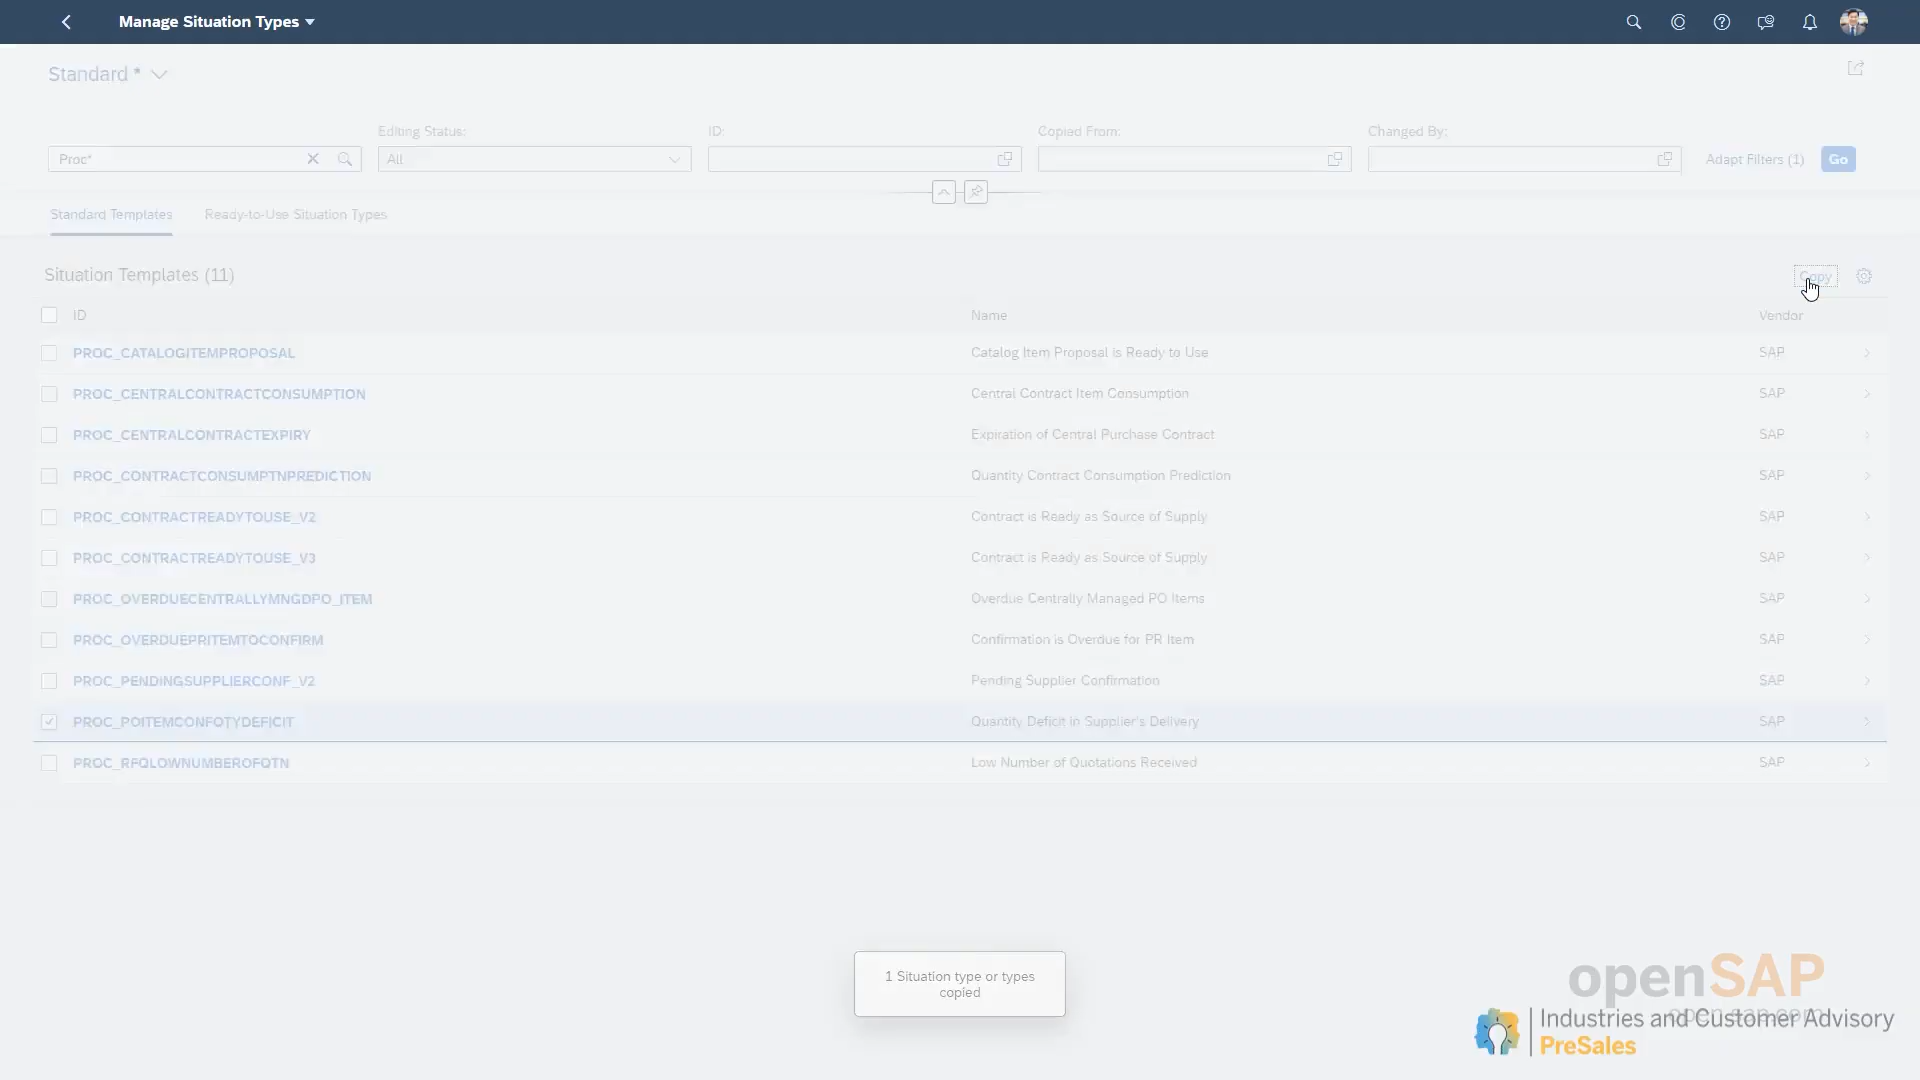 Manage Situation Types
Standard *
Editing Status:
ID:
Copied From:
Changed By:
Proc*
All
Adapt Filters (1)
Go
Standard Templates
Ready-to-Use Situation Types
Situation Templates (11)
Copy
ID
Name
Vendor
PROC_CATALOGITEMPROPOSAL
Catalog Item Proposal is Ready to Use
SAP
PROC_CENTRALCONTRACTCONSUMPTION
Central Contract Item Consumption
SAP
PROC_CENTRALCONTRACTEXPIRY
Expiration of Central Purchase Contract
SAP
PROC_CONTRACTCONSUMPTNPREDICTION
Quantity Contract Consumption Prediction
SAP
PROC_CONTRACTREADYTOUSE_V2
Contract is Ready as Source of Supply
SAP
PROC_CONTRACTREADYTOUSE_V3
Contract is Ready as Source of Supply
SAP
PROC_OVERDUECENTRALLYMNGDPO_ITEM
Overdue Centrally Managed PO Items
SAP
PROC_OVERDUEPRITEMTOCONFIRM
Confirmation is Overdue for PR Item
SAP
PROC_PENDINGSUPPLIERCONF_V2
Pending Supplier Confirmation
SAP
PROC_POITEMCONFQTYDEFICIT
Quantity Deficit in Supplier's Delivery
SAP
PROC_RFQLOWNUMBEROFQTN
Low Number of Quotations Received
SAP
1 Situation type or types
copied
openSAP
open.sap.com
Industries and Customer Advisory
PreSales